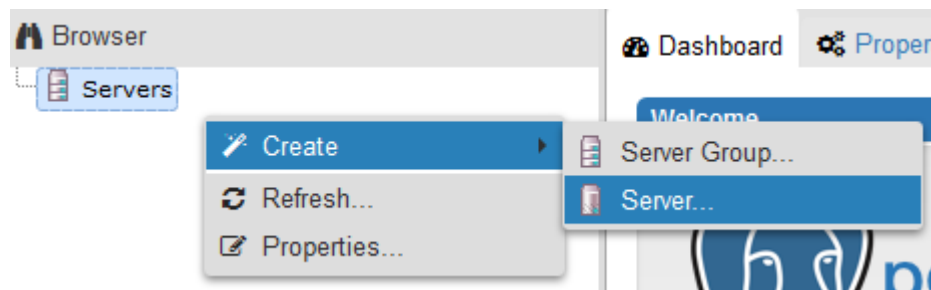 Browser
Servers
Create
Refresh...
Properties...
Dashboard
Proper
Welcome
Server Group...
Server...